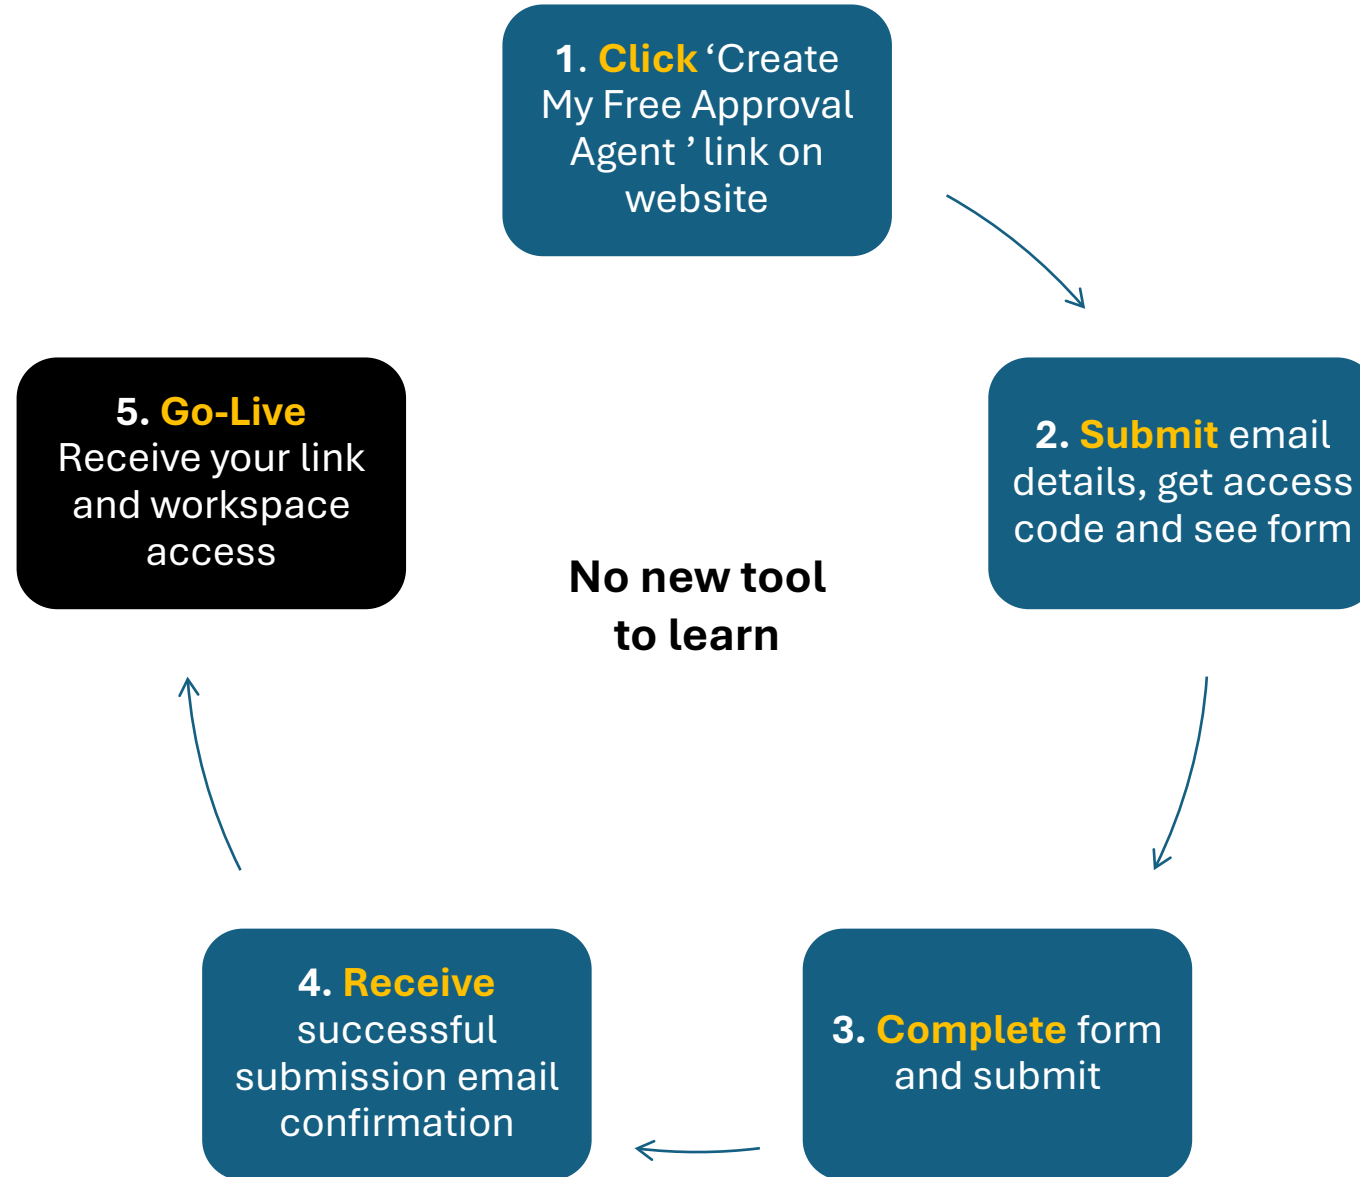 1. Click ‘Create
My Free Approval
Agent ’ link on
website
2. Submit email
details, get access
code and see form
3. Complete form
and submit
4. Receive
successful
submission email
confirmation
5. Go-Live
Receive your link
and workspace
access
No new tool
to learn